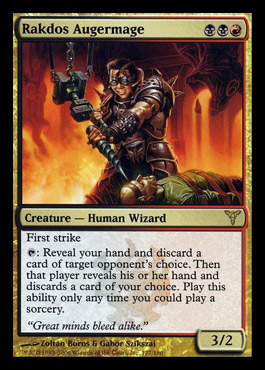 Rakdos Augermage
Creature — Human Wizard
First strike
: Reveal your hand and discard a
card of target opponent's choice. Then
that player reveals his or her hand and
discards a card of your choice. Play this
ability only any time you could play a
sorcery.
"Great minds bleed alike."
Zoltan Boros & Gabor Szikszai
3/2